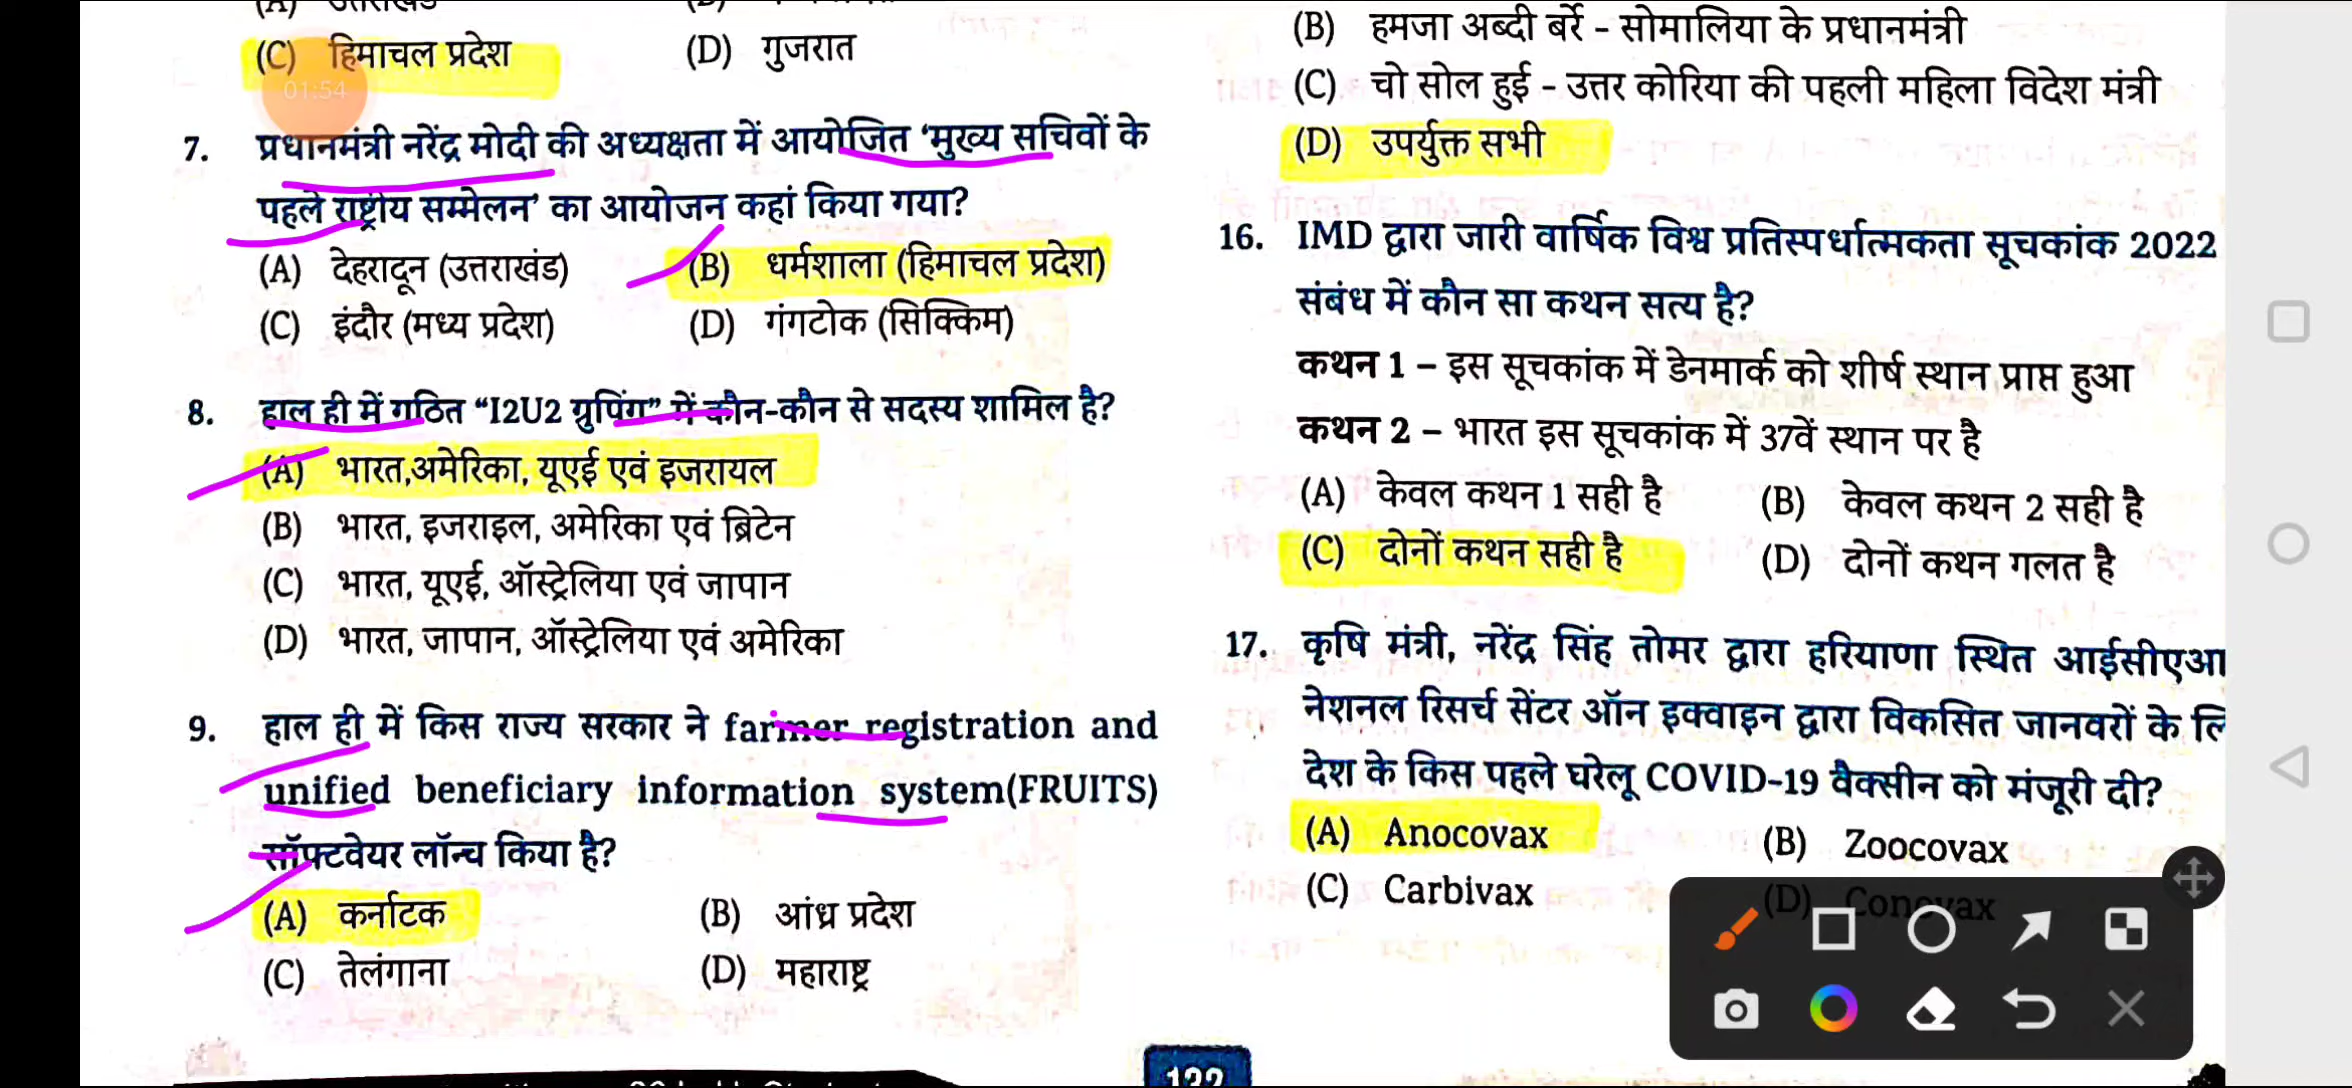 (C) हिमाचल प्रदेश (D) गुजरात
01:54
7. प्रधानमंत्री नरेंद्र मोदी की अध्यक्षता में आयोजित ‘मुख्य सचिवों के
पहले राष्ट्रीय सम्मेलन’ का आयोजन कहां किया गया?
(A) देहरादून (उत्तराखंड) (B) धर्मशाला (हिमाचल प्रदेश)
(C) इंदौर (मध्य प्रदेश) (D) गंगटोक (सिक्किम)
8. हाल ही में गठित “I2U2 ग्रुपिंग” में कौन-कौन से सदस्य शामिल है?
(A) भारत,अमेरिका, यूएई एवं इजरायल
(B) भारत, इजराइल, अमेरिका एवं ब्रिटेन
(C) भारत, यूएई, ऑस्ट्रेलिया एवं जापान
(D) भारत, जापान, ऑस्ट्रेलिया एवं अमेरिका
9. हाल ही में किस राज्य सरकार ने farmer registration and
unified beneficiary information system(FRUITS)
सॉफ्टवेयर लॉन्च किया है?
(A) कर्नाटक (B) आंध्र प्रदेश
(C) तेलंगाना (D) महाराष्ट्र
(B) हमजा अब्दी बर्रे – सोमालिया के प्रधानमंत्री
(C) चो सोल हुई – उत्तर कोरिया की पहली महिला विदेश मंत्री
(D) उपर्युक्त सभी
16. IMD द्वारा जारी वार्षिक विश्व प्रतिस्पर्धात्मकता सूचकांक 2022
संबंध में कौन सा कथन सत्य है?
कथन 1 – इस सूचकांक में डेनमार्क को शीर्ष स्थान प्राप्त हुआ
कथन 2 – भारत इस सूचकांक में 37वें स्थान पर है
(A) केवल कथन 1 सही है (B) केवल कथन 2 सही है
(C) दोनों कथन सही है (D) दोनों कथन गलत है
17. कृषि मंत्री, नरेंद्र सिंह तोमर द्वारा हरियाणा स्थित आईसीएआ
नेशनल रिसर्च सेंटर ऑन इक्वाइन द्वारा विकसित जानवरों के लि
देश के किस पहले घरेलू COVID-19 वैक्सीन को मंजूरी दी?
(A) Anocovax (B) Zoocovax
(C) Carbivax (D) Conovax
122